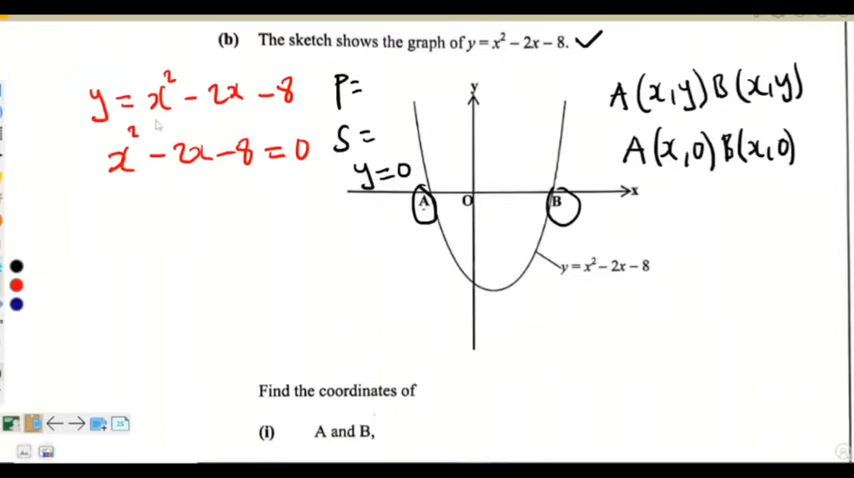 (b) The sketch shows the graph of y = x² − 2x − 8.
y = x² - 2x - 8
x² - 2x - 8 = 0
P =
S =
y = 0
y
A(x,y) B(x,y)
A(x,0) B(x,0)
A O B x
y = x² − 2x − 8
Find the coordinates of
(i) A and B,
15